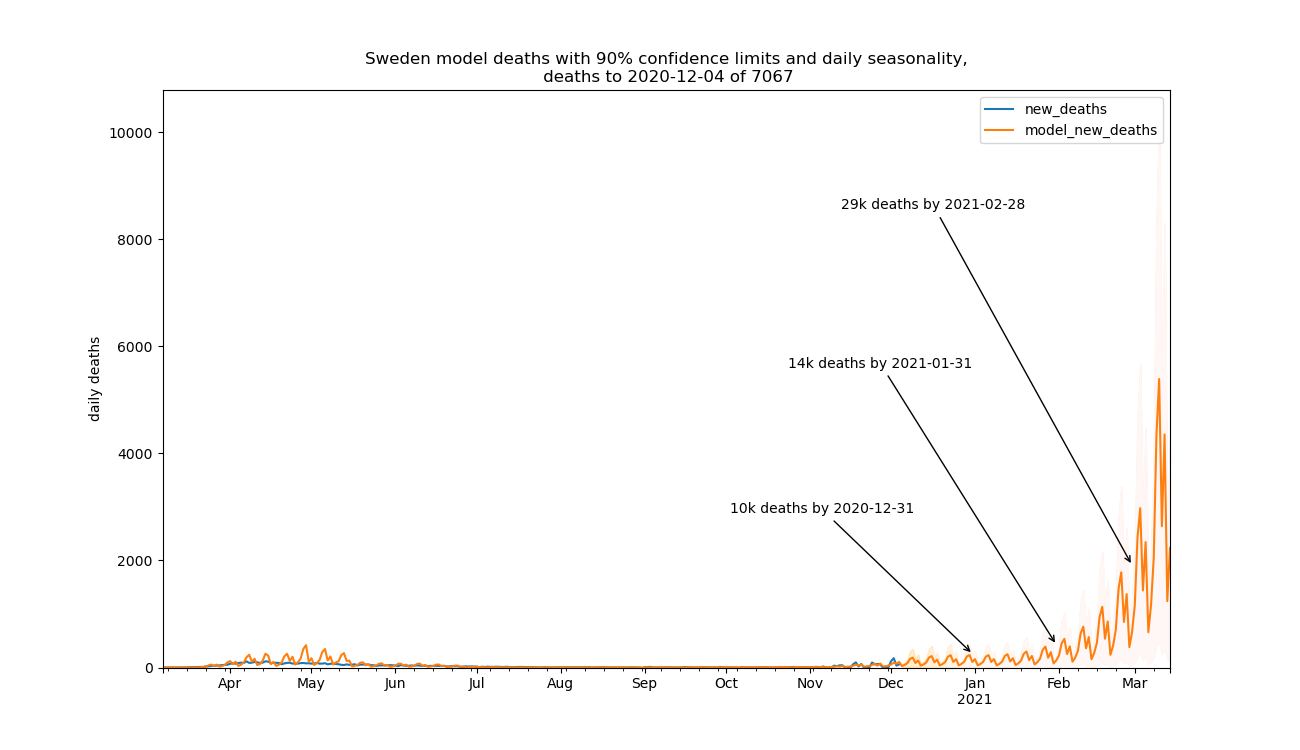 Sweden model deaths with 90% confidence limits and daily seasonality,
deaths to 2020-12-04 of 7067
new_deaths
model_new_deaths
10000
8000
6000
4000
2000
0
daily deaths
29k deaths by 2021-02-28
14k deaths by 2021-01-31
10k deaths by 2020-12-31
Apr May Jun Jul Aug Sep Oct Nov Dec Jan Feb Mar
2021